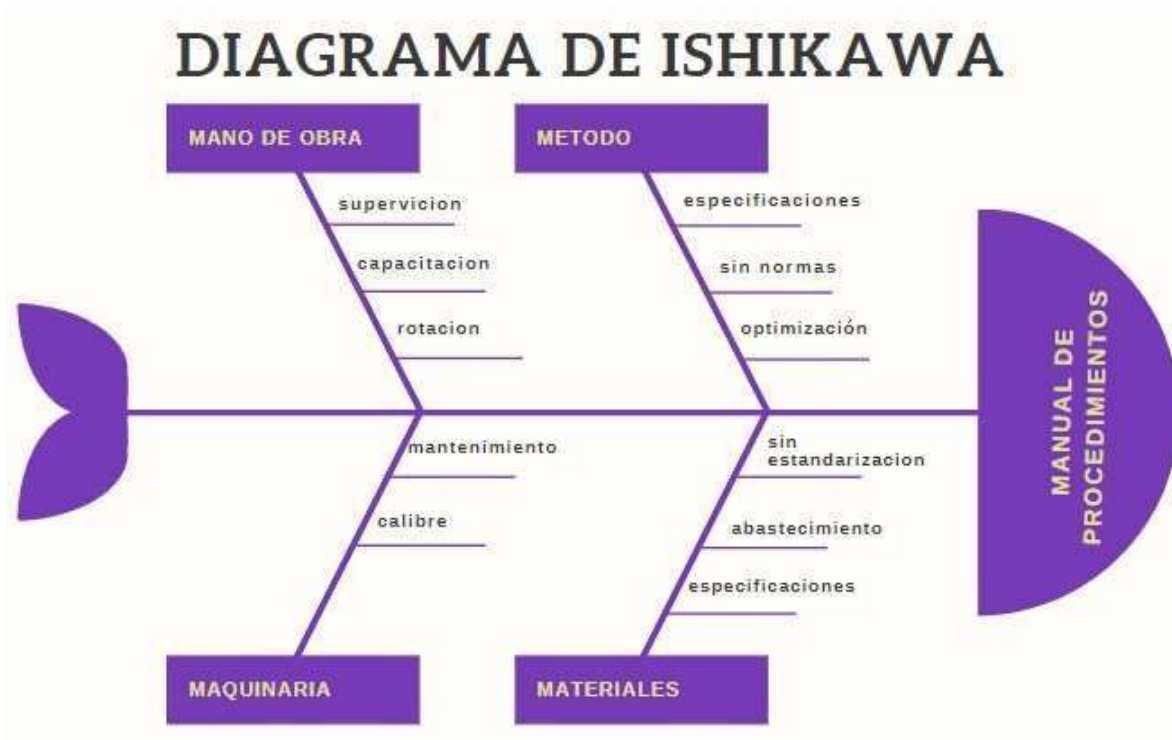 DIAGRAMA DE ISHIKAWA
MANO DE OBRA
supervicion
capacitacion
rotacion
METODO
especificaciones
sin normas
optimización
mantenimiento
calibre
MAQUINARIA
sin
estandarizacion
abastecimiento
especificaciones
MATERIALES
MANUAL DE
PROCEDIMIENTOS